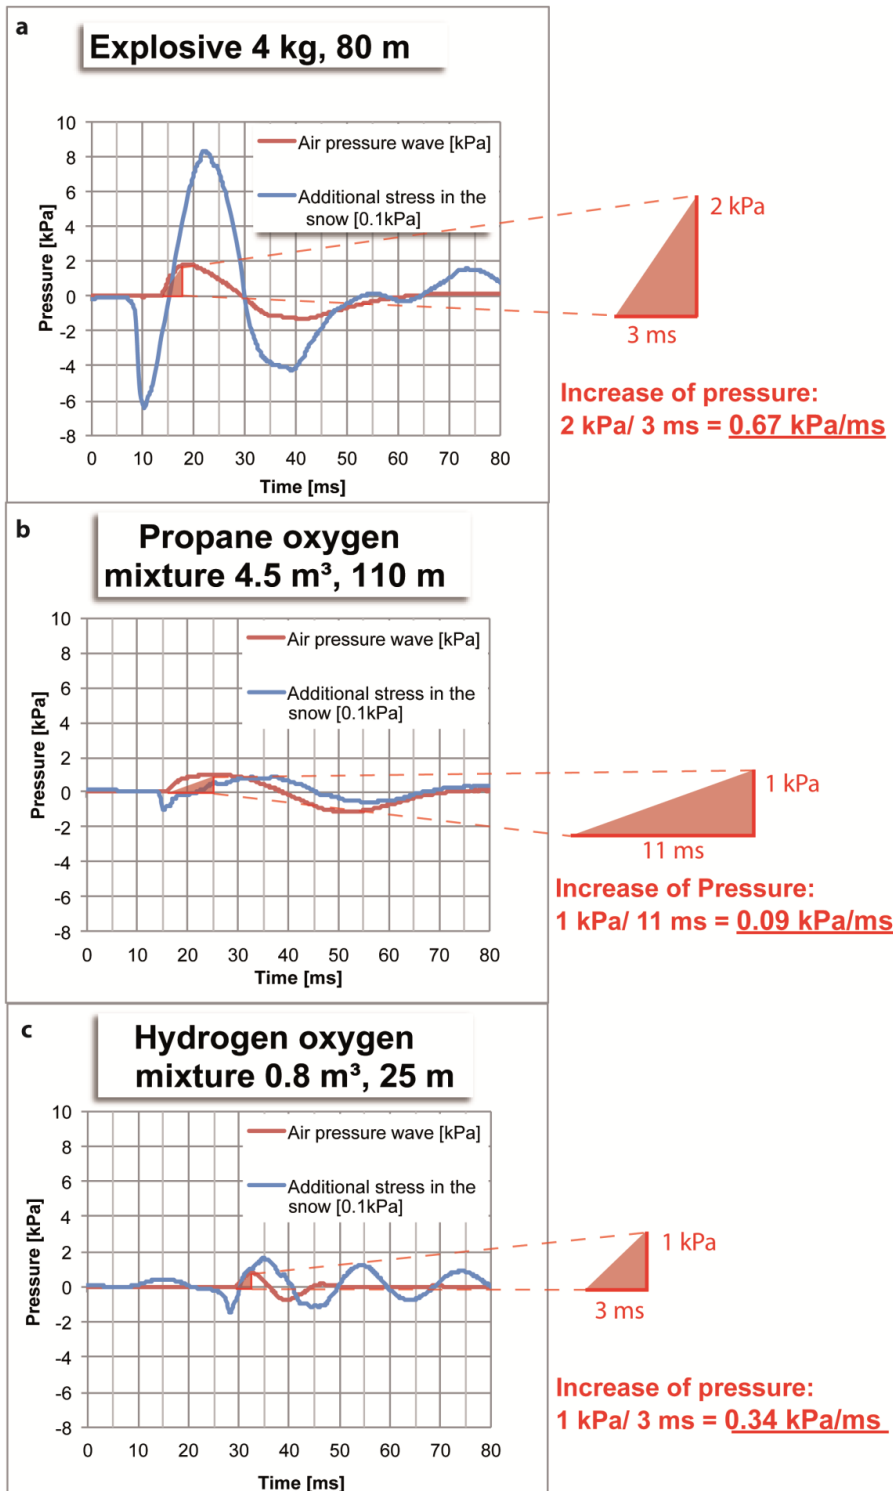 a
Explosive 4 kg, 80 m
10
8
6
4
2
0
-2
-4
-6
-8
Pressure [kPa]
Air pressure wave [kPa]
Additional stress in the
snow [0.1kPa]
0 10 20 30 40 50 60 70 80
Time [ms]
2 kPa
3 ms
Increase of pressure:
2 kPa/ 3 ms = 0.67 kPa/ms
b
Propane oxygen
mixture 4.5 m³, 110 m
10
8
6
4
2
0
-2
-4
-6
-8
Pressure [kPa]
Air pressure wave [kPa]
Additional stress in the
snow [0.1kPa]
0 10 20 30 40 50 60 70 80
Time [ms]
1 kPa
11 ms
Increase of Pressure:
1 kPa/ 11 ms = 0.09 kPa/ms
c
Hydrogen oxygen
mixture 0.8 m³, 25 m
10
8
6
4
2
0
-2
-4
-6
-8
Pressure [kPa]
Air pressure wave [kPa]
Additional stress in the
snow [0.1kPa]
0 10 20 30 40 50 60 70 80
Time [ms]
1 kPa
3 ms
Increase of pressure:
1 kPa/ 3 ms = 0.34 kPa/ms